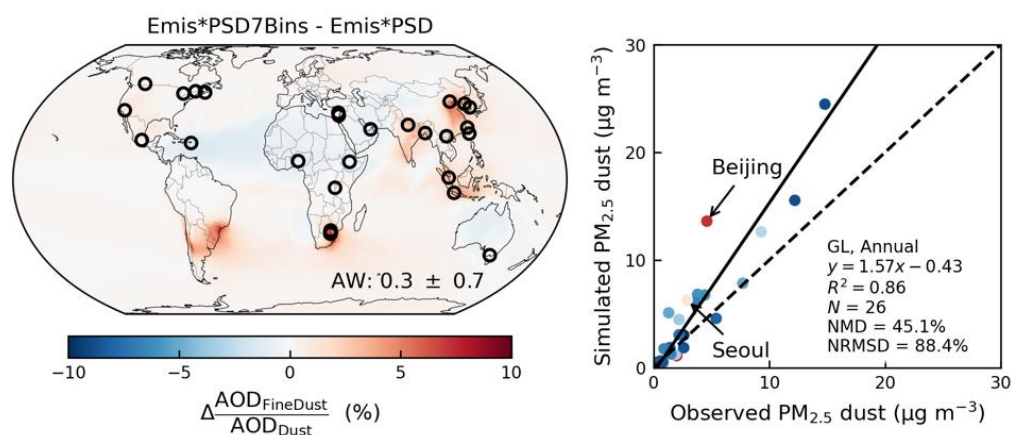 Emis*PSD7Bins - Emis*PSD
AW: 0.3 ± 0.7
−10 −5 0 5 10
Δ AOD_FineDust / AOD_Dust (%)
30
20
10
0
Simulated PM₂.₅ dust (μg m⁻³)
Beijing
Seoul
GL, Annual
y = 1.57x − 0.43
R² = 0.86
N = 26
NMD = 45.1%
NRMSD = 88.4%
0 10 20 30
Observed PM₂.₅ dust (μg m⁻³)